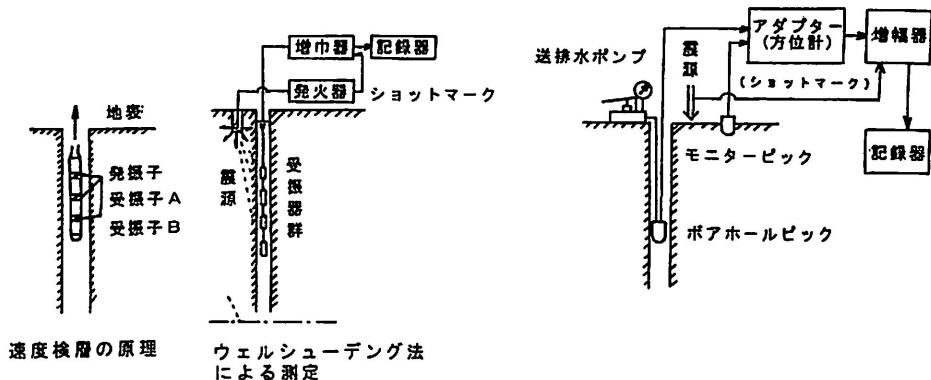 地表
発振子
受振子A
受振子B
速度検層の原理
増巾器
記録器
発火器
ショットマーク
震源
受振器群
ウェルシューデング法
による測定
送排水ポンプ
震源
アダプター
(方位計)
増幅器
(ショットマーク)
モニターピック
記録器
ボアホールピック